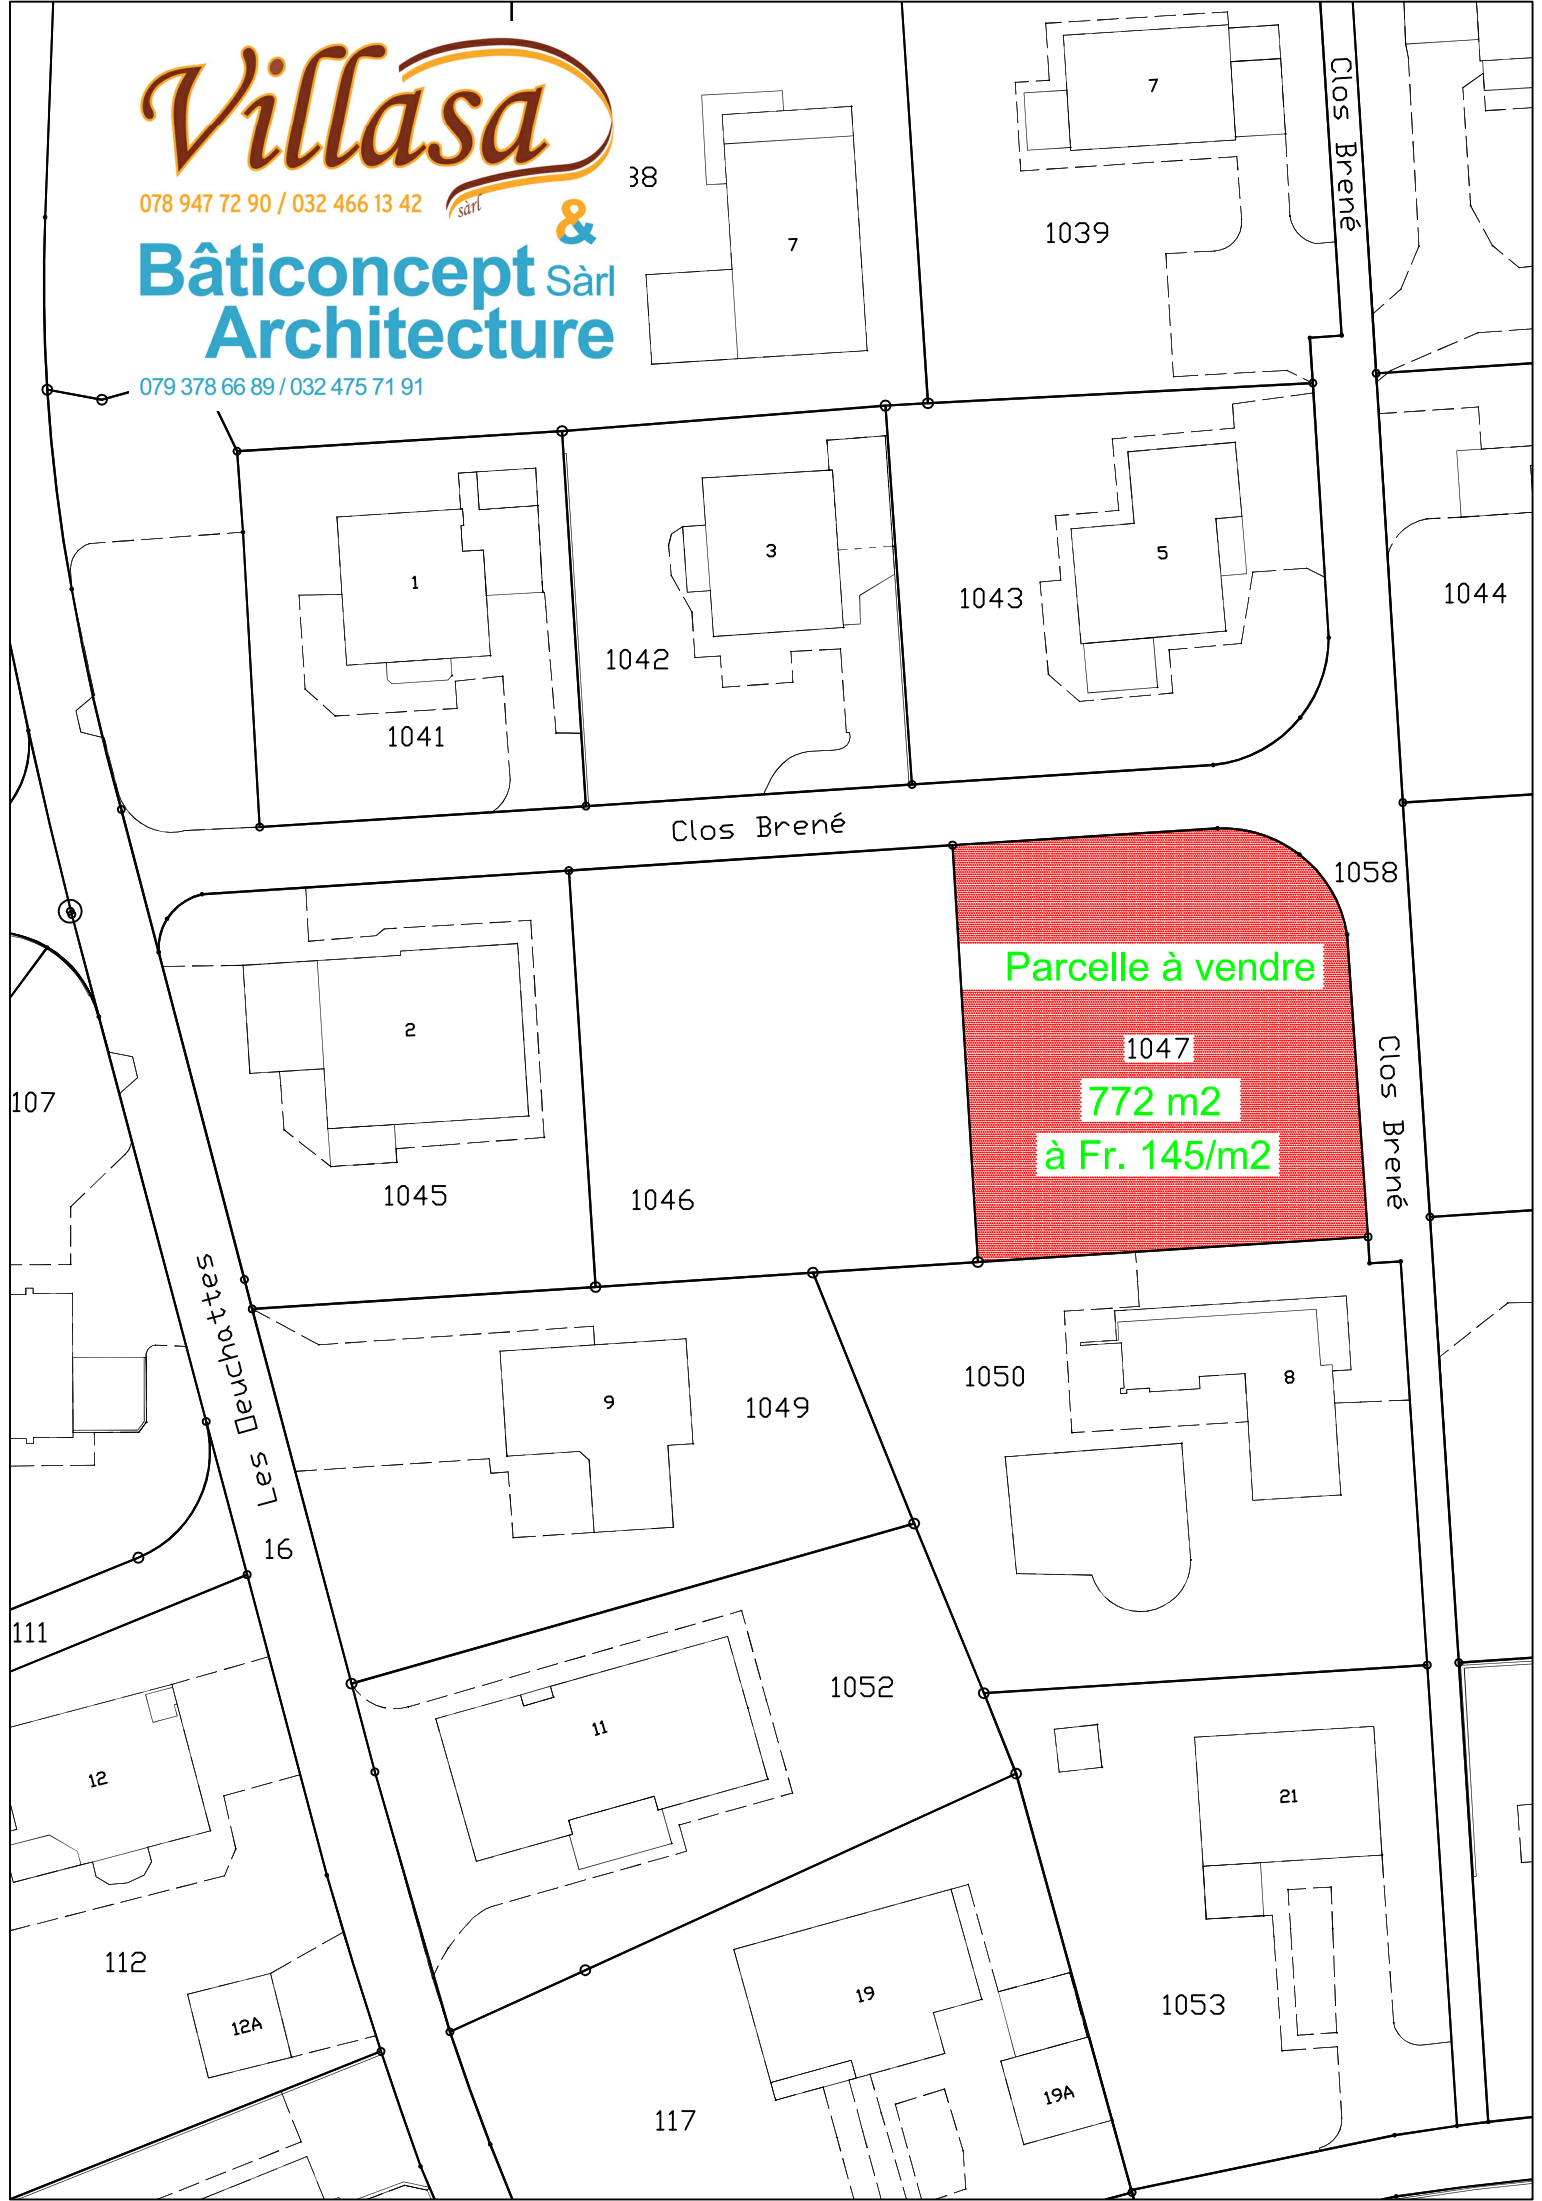 Villasa
sàrl
078 947 72 90 / 032 466 13 42
&
Bâticoncept Sàrl
Architecture
079 378 66 89 / 032 475 71 91
38
7
7
1039
Clos Brené
1
3
5
1041
1042
1043
1044
Clos Brené
1058
Parcelle à vendre
1047
772 m2
à Fr. 145/m2
Clos Brené
2
1045
1046
107
Les Deuchattes
16
9
1049
1050
8
111
11
1052
12
21
112
12A
19
1053
19A
117